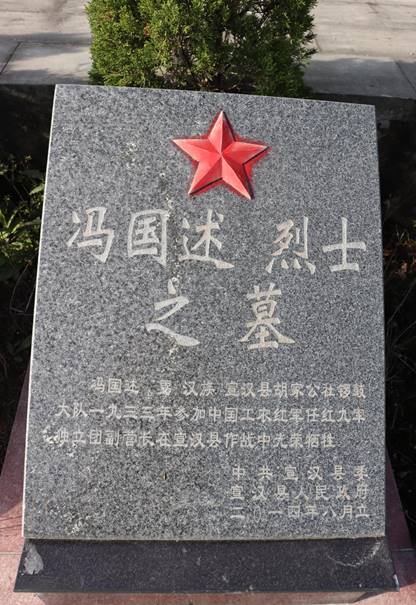 冯国述 烈士
之墓
冯国述 男 汉族 宣汉县胡家公社锣鼓
大队一九三三年参加中国工农红军任红九军
独立团副营长在宣汉县作战中光荣牺牲
中共宣汉县委
宣汉县人民政府
二〇一四年八月立